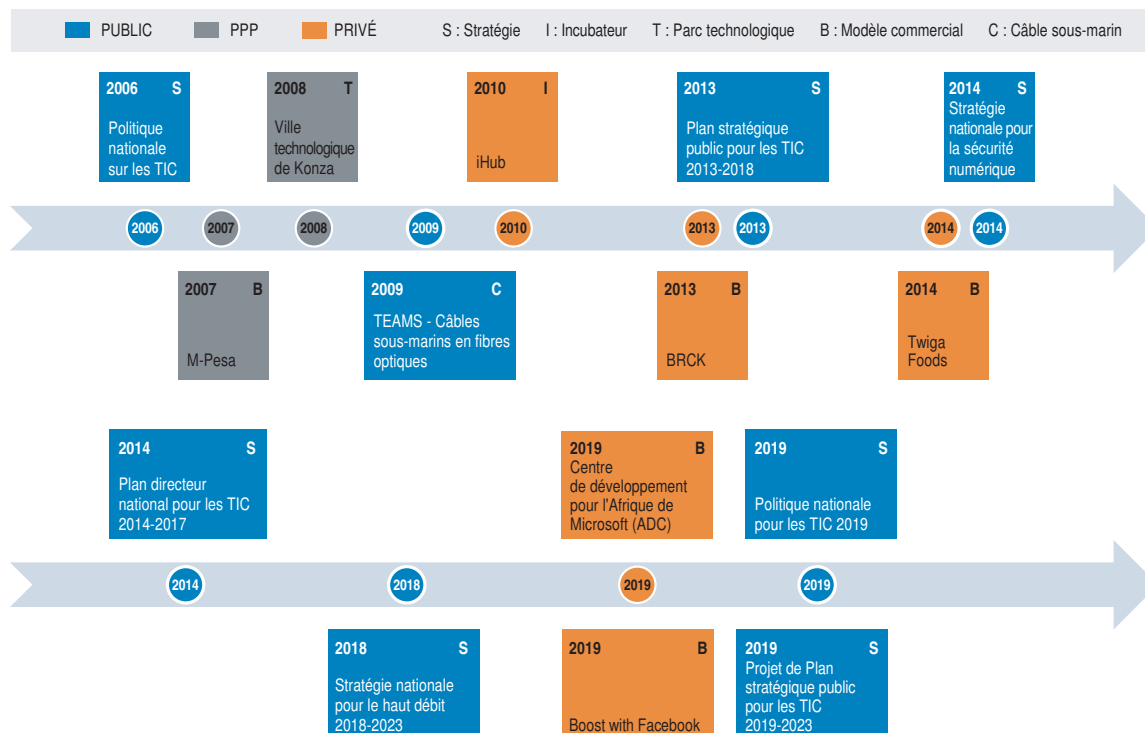 PUBLIC PPP PRIVÉ S : Stratégie I : Incubateur T : Parc technologique B : Modèle commercial C : Câble sous-marin
2006 S
Politique
nationale
sur les TIC
2008 T
Ville
technologique
de Konza
2010 I
iHub
2013 S
Plan stratégique
public pour les TIC
2013-2018
2014 S
Stratégie
nationale pour
la sécurité
numérique
2006 2007 2008 2009 2010 2013 2013 2014 2014
2007 B
M-Pesa
2009 C
TEAMS - Câbles
sous-marins en fibres
optiques
2013 B
BRCK
2014 B
Twiga
Foods
2014 S
Plan directeur
national pour les TIC
2014-2017
2019 B
Centre
de développement
pour l'Afrique de
Microsoft (ADC)
2019 S
Politique nationale
pour les TIC 2019
2014 2018 2019 2019
2018 S
Stratégie nationale
pour le haut débit
2018-2023
2019 B
Boost with Facebook
2019 S
Projet de Plan
stratégique public
pour les TIC
2019-2023